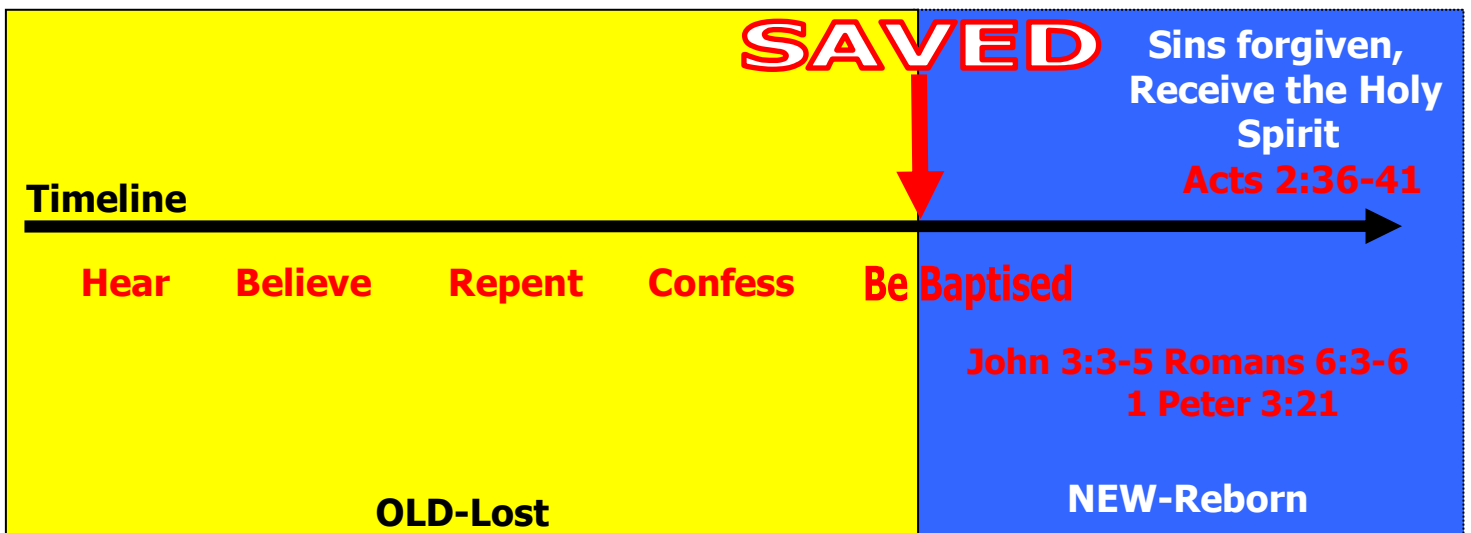 SAVED
Sins forgiven,
Receive the Holy
Spirit
Acts 2:36-41
Timeline
Hear Believe Repent Confess Be Baptised
John 3:3-5 Romans 6:3-6
1 Peter 3:21
OLD-Lost
NEW-Reborn